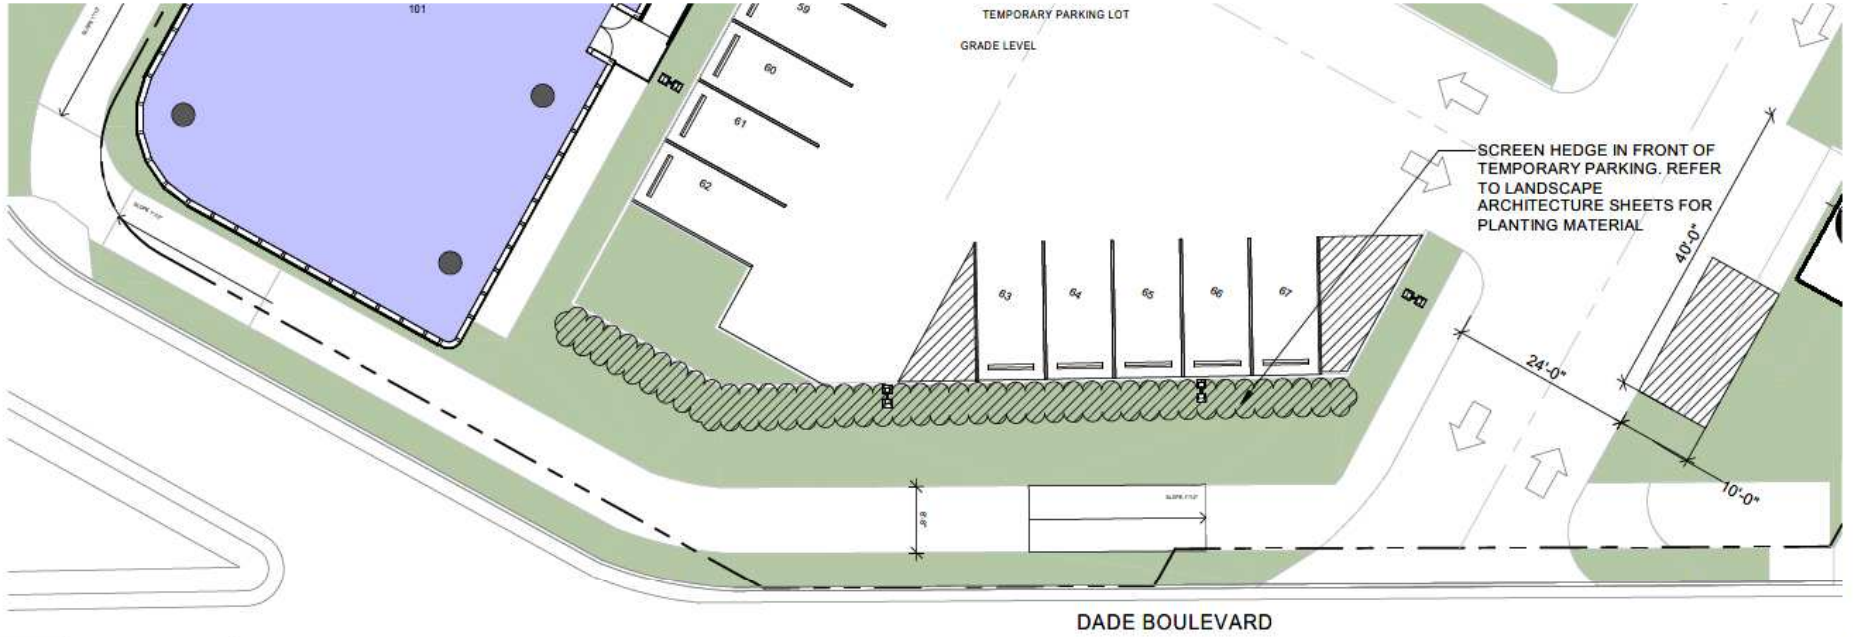 101
59
TEMPORARY PARKING LOT
GRADE LEVEL
60
61
62
SCREEN HEDGE IN FRONT OF
TEMPORARY PARKING. REFER
TO LANDSCAPE
ARCHITECTURE SHEETS FOR
PLANTING MATERIAL
40'-0"
63
64
65
66
67
24'-0"
10'-0"
DADE BOULEVARD